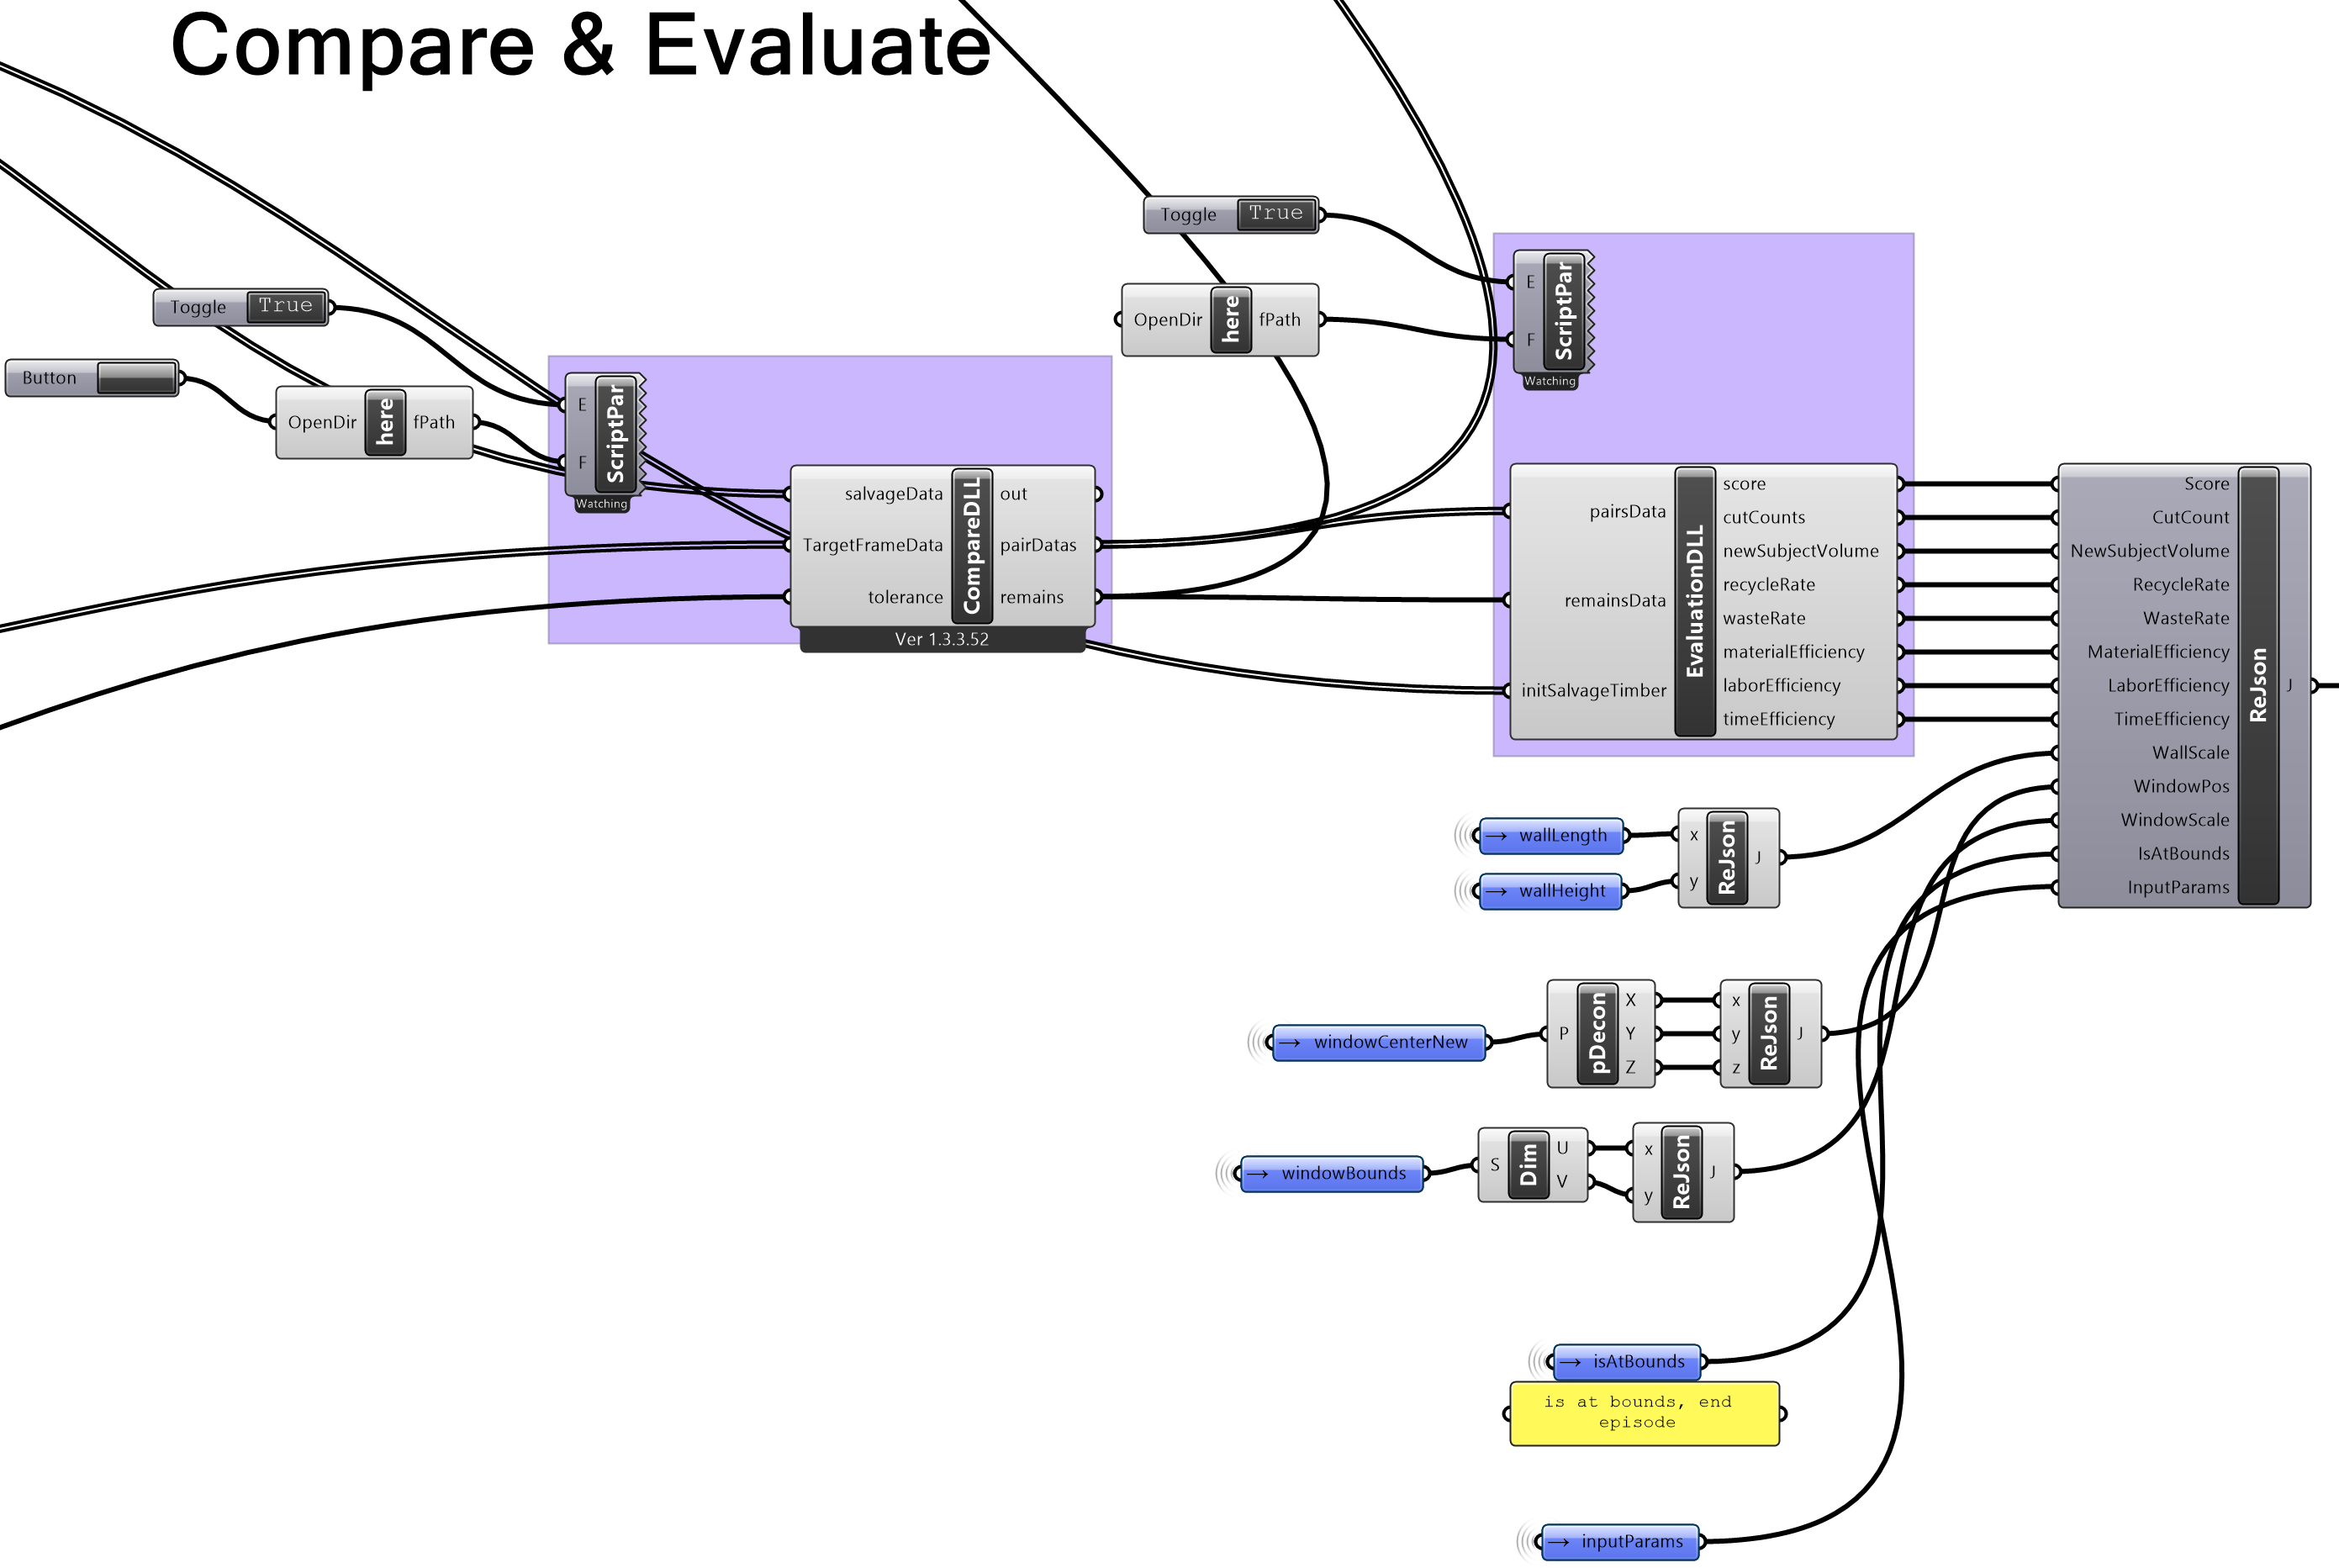 Compare & Evaluate
Toggle True
Button
OpenDir here fPath
E
F
ScriptPar
Watching
salvageData
TargetFrameData
tolerance
CompareDLL
out
pairDatas
remains
Ver 1.3.3.52
Toggle True
OpenDir here fPath
E
F
ScriptPar
Watching
pairsData
remainsData
initSalvageTimber
EvaluationDLL
score
cutCounts
newSubjectVolume
recycleRate
wasteRate
materialEfficiency
laborEfficiency
timeEfficiency
Score
CutCount
NewSubjectVolume
RecycleRate
WasteRate
MaterialEfficiency
LaborEfficiency
TimeEfficiency
WallScale
WindowPos
WindowScale
IsAtBounds
InputParams
ReJson
J
→ wallLength
→ wallHeight
x
y
ReJson
J
→ windowCenterNew
P
pDecon
X
Y
Z
x
y
z
ReJson
J
→ windowBounds
S
Dim
U
V
x
y
ReJson
J
→ isAtBounds
is at bounds, end
episode
→ inputParams